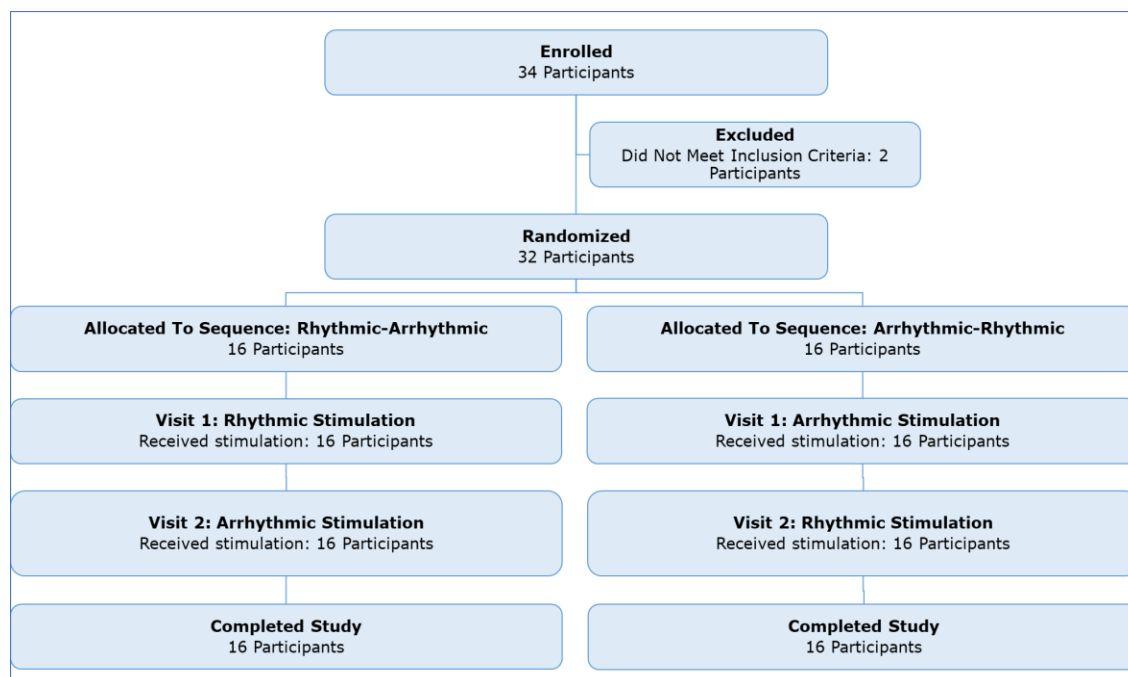 Enrolled
34 Participants
Excluded
Did Not Meet Inclusion Criteria: 2
Participants
Randomized
32 Participants
Allocated To Sequence: Rhythmic-Arrhythmic
16 Participants
Allocated To Sequence: Arrhythmic-Rhythmic
16 Participants
Visit 1: Rhythmic Stimulation
Received stimulation: 16 Participants
Visit 1: Arrhythmic Stimulation
Received stimulation: 16 Participants
Visit 2: Arrhythmic Stimulation
Received stimulation: 16 Participants
Visit 2: Rhythmic Stimulation
Received stimulation: 16 Participants
Completed Study
16 Participants
Completed Study
16 Participants